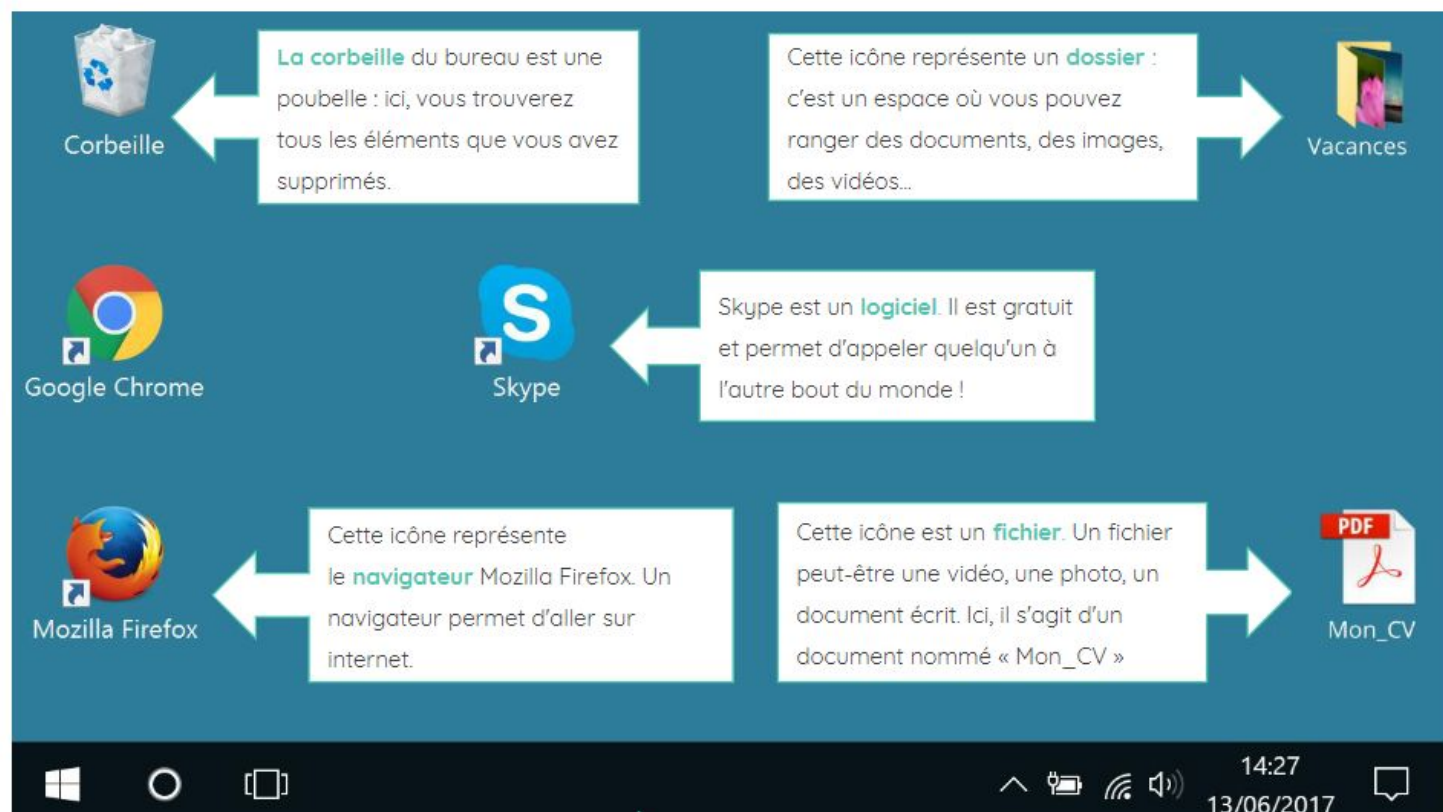 La corbeille du bureau est une
poubelle : ici, vous trouverez
tous les éléments que vous avez
supprimés.
Corbeille
Cette icône représente un dossier :
c'est un espace où vous pouvez
ranger des documents, des images,
des vidéos...
Vacances
Google Chrome
S
Skype
Skype est un logiciel. Il est gratuit
et permet d'appeler quelqu'un à
l'autre bout du monde !
Mozilla Firefox
Cette icône représente
le navigateur Mozilla Firefox. Un
navigateur permet d'aller sur
internet.
Cette icône est un fichier. Un fichier
peut-être une vidéo, une photo, un
document écrit. Ici, il s'agit d'un
document nommé « Mon_CV »
PDF
Mon_CV
14:27
13/06/2017